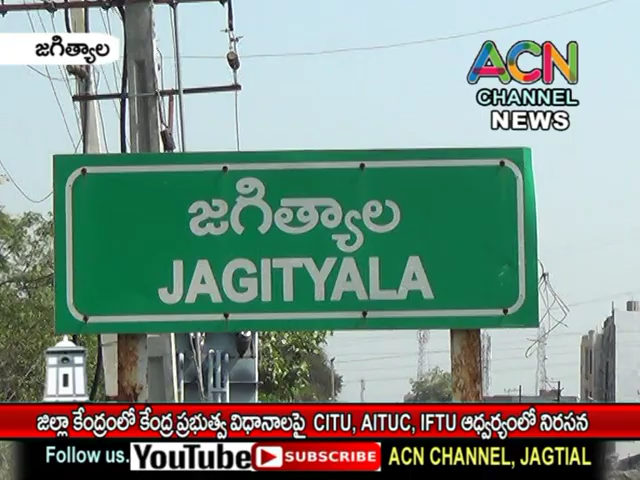 జగిత్యాల
ACN
CHANNEL
NEWS
జగిత్యాల
JAGITYALA
జిల్లా కేంద్రంలో కేంద్ర ప్రభుత్వ విధానాలపై CITU, AITUC, IFTU ఆధ్వర్యంలో నిరసన
Follow us. YouTube SUBSCRIBE ACN CHANNEL, JAGTIAL